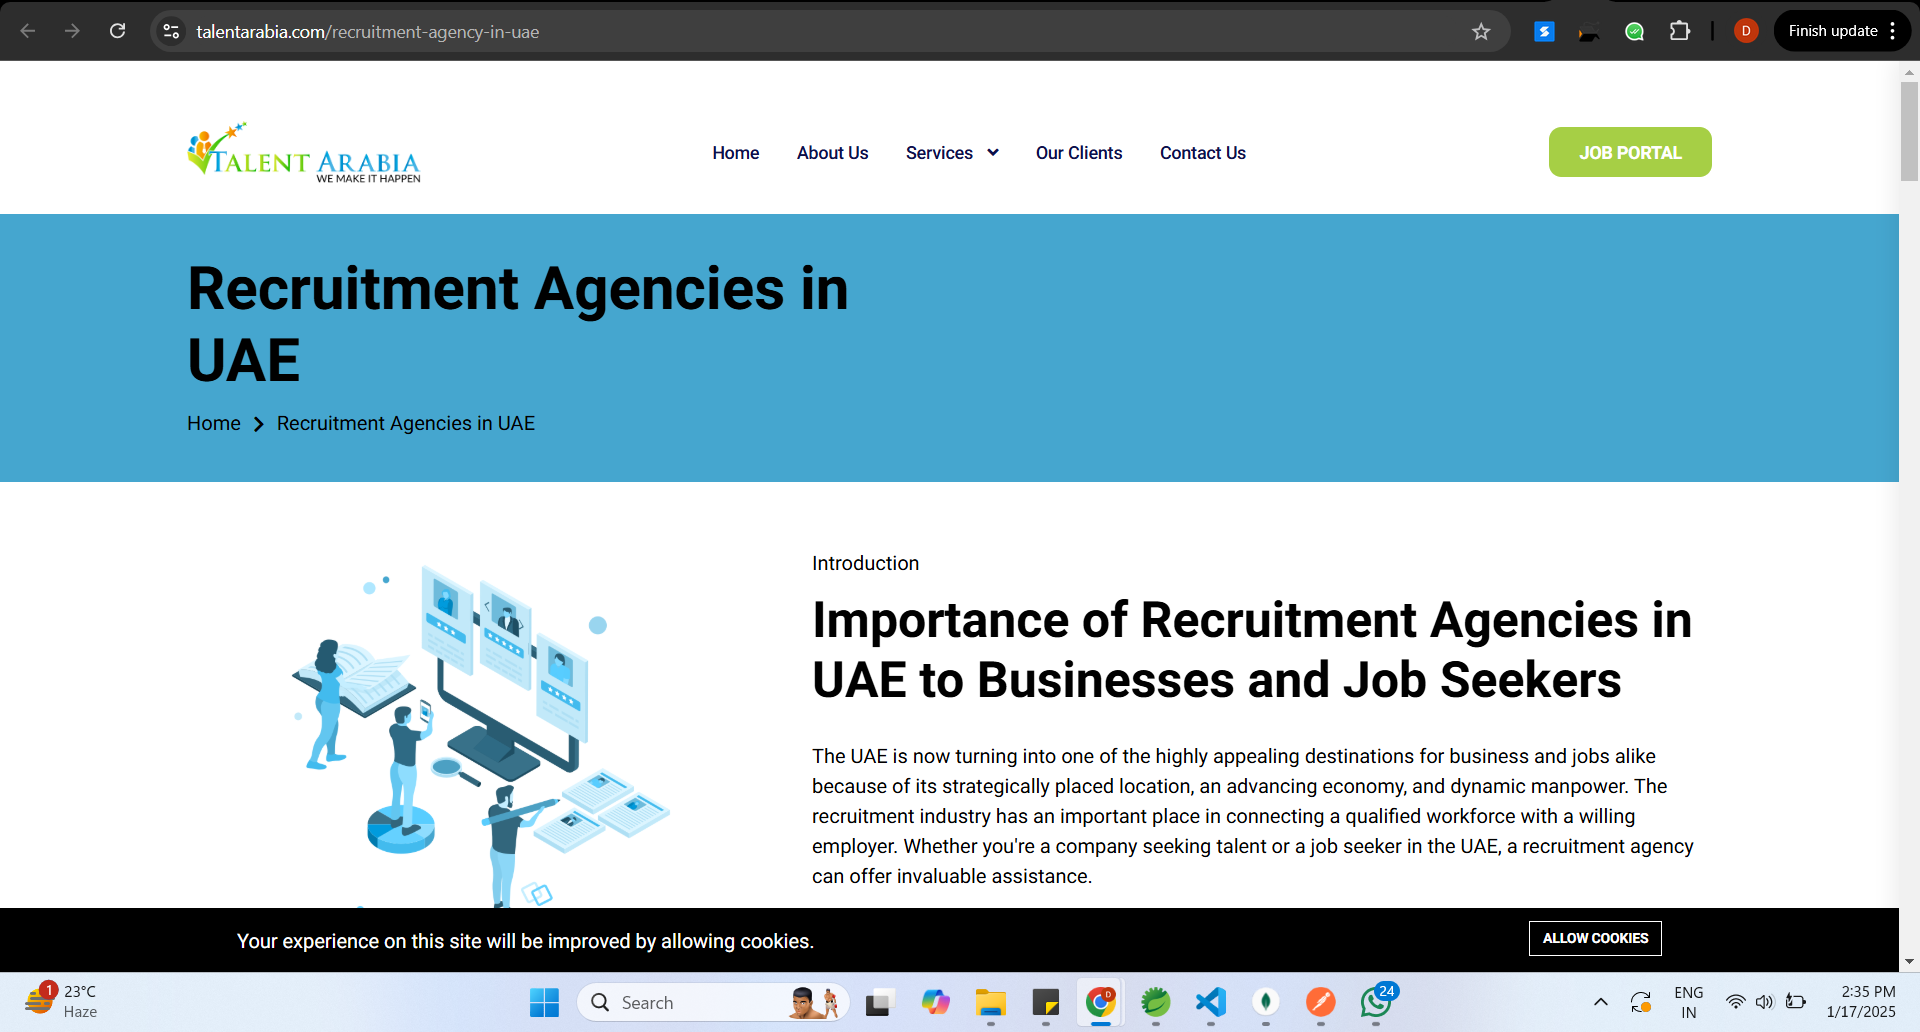 talentarabia.com/recruitment-agency-in-uae
D
Finish update
TALENT ARABIA
WE MAKE IT HAPPEN
Home
About Us
Services
Our Clients
Contact Us
JOB PORTAL
Recruitment Agencies in
UAE
Home
Recruitment Agencies in UAE
Introduction
Importance of Recruitment Agencies in
UAE to Businesses and Job Seekers
The UAE is now turning into one of the highly appealing destinations for business and jobs alike
because of its strategically placed location, an advancing economy, and dynamic manpower. The
recruitment industry has an important place in connecting a qualified workforce with a willing
employer. Whether you're a company seeking talent or a job seeker in the UAE, a recruitment agency
can offer invaluable assistance.
Your experience on this site will be improved by allowing cookies.
ALLOW COOKIES
1
23°C
Haze
Search
D
24
ENG
IN
2:35 PM
1/17/2025